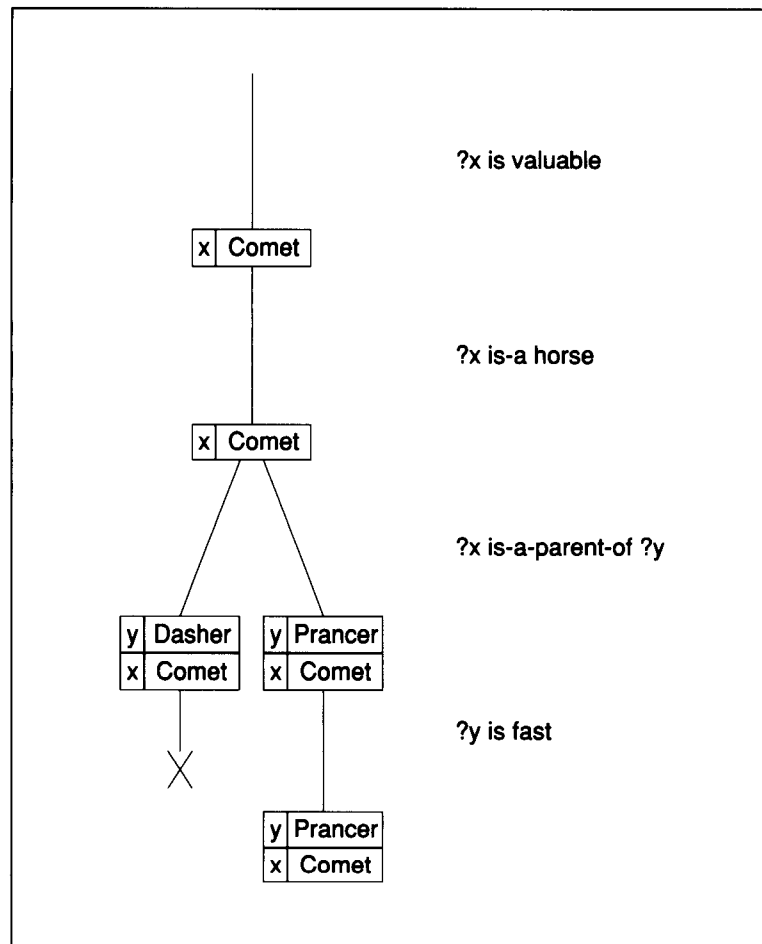 ?x is valuable
x Comet
?x is-a horse
x Comet
?x is-a-parent-of ?y
y Dasher y Prancer
x Comet x Comet
?y is fast
y Prancer
x Comet